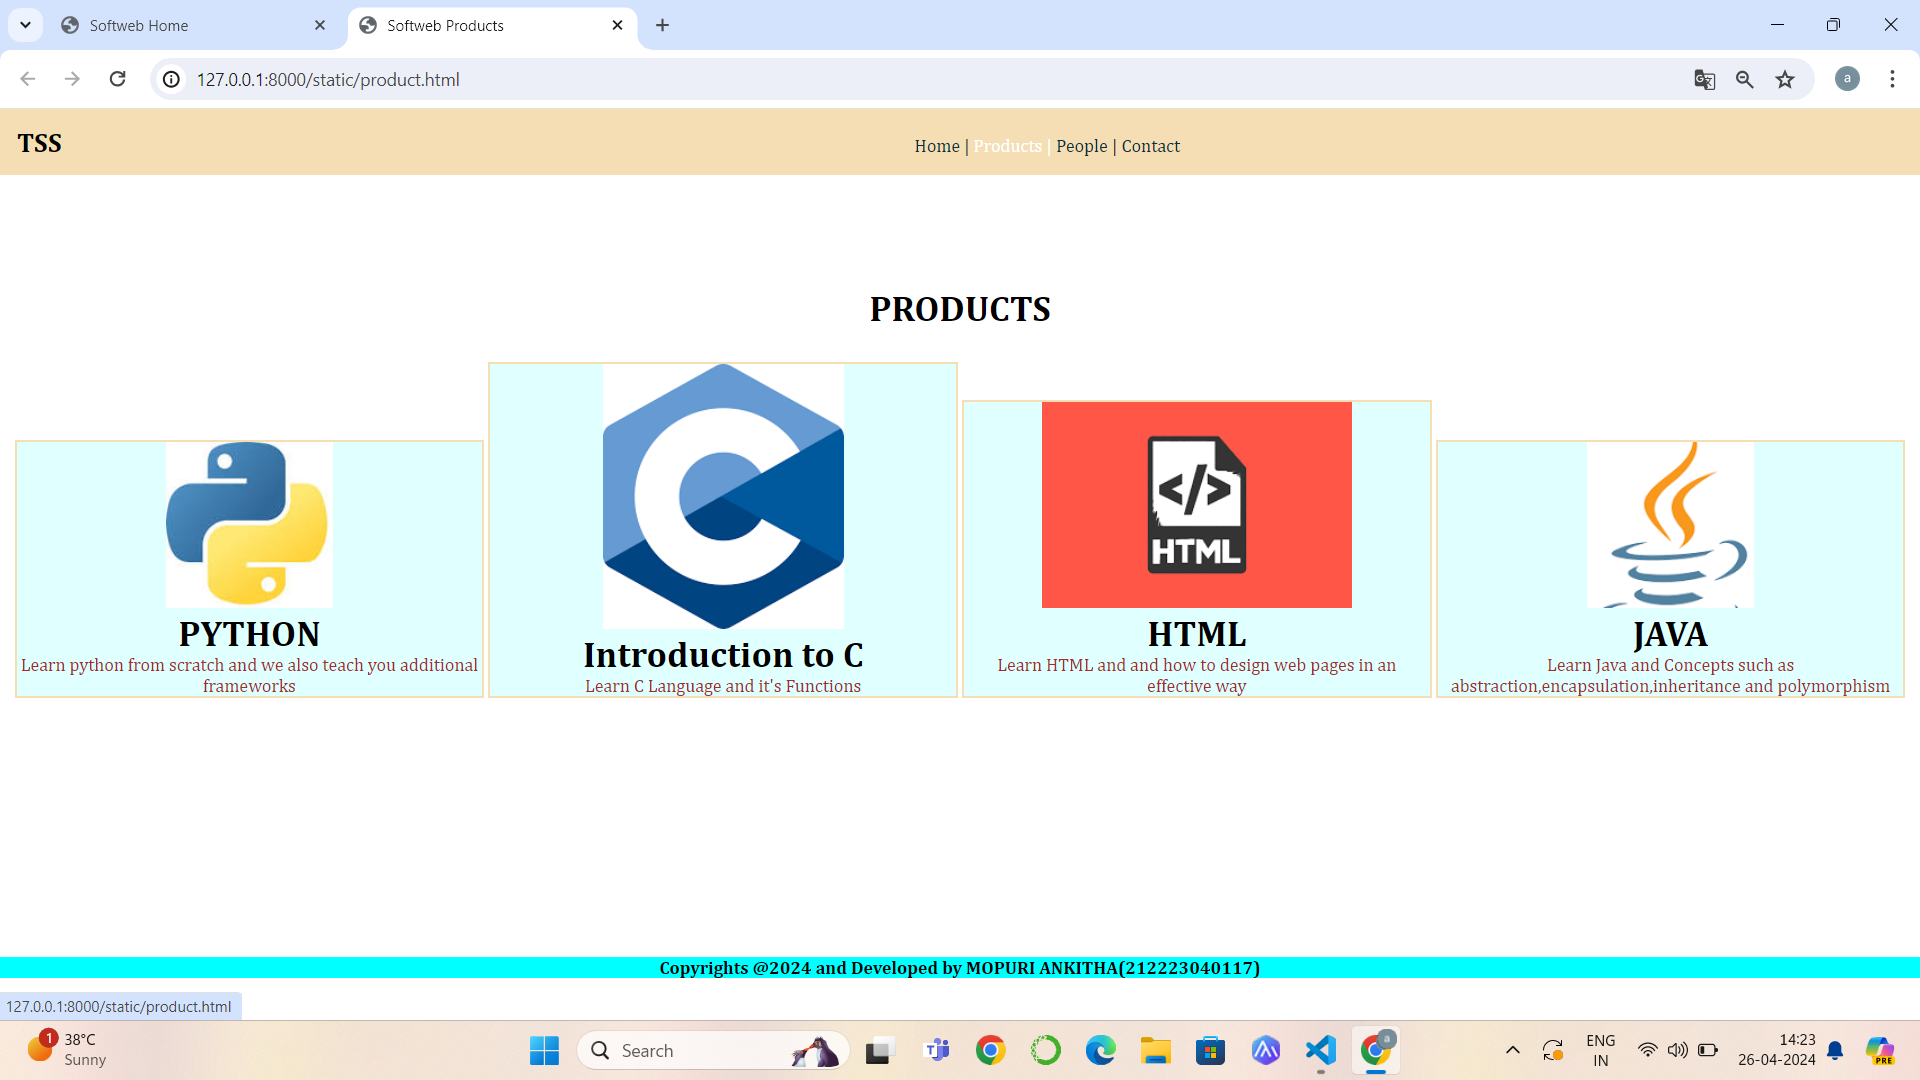 Softweb Home
Softweb Products
127.0.0.1:8000/static/product.html
a
TSS
Home | Products | People | Contact
PRODUCTS
HTML
PYTHON
Learn python from scratch and we also teach you additional
frameworks
Introduction to C
Learn C Language and it's Functions
HTML
Learn HTML and and how to design web pages in an
effective way
JAVA
Learn Java and Concepts such as
abstraction,encapsulation,inheritance and polymorphism
Copyrights @2024 and Developed by MOPURI ANKITHA(212223040117)
127.0.0.1:8000/static/product.html
1
38°C
Sunny
Search
a
ENG
IN
14:23
26-04-2024
PRE